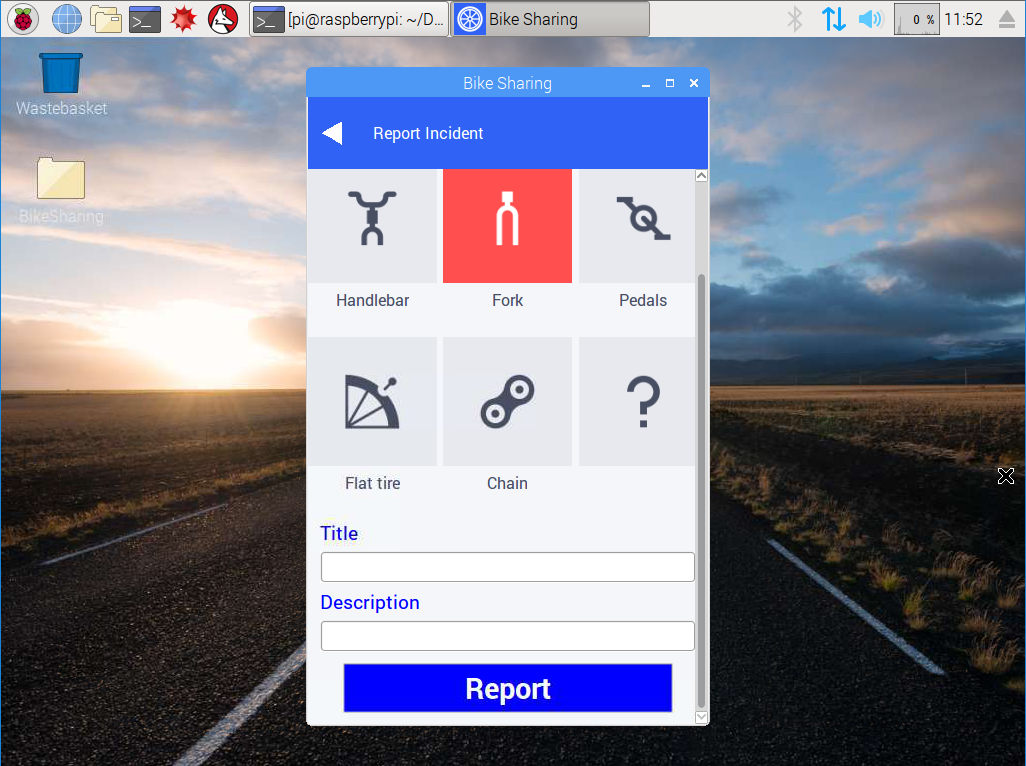 [pi@raspberrypi: ~/D...
Bike Sharing
0 %
11:52
Wastebasket
BikeSharing
Bike Sharing
Report Incident
Handlebar
Fork
Pedals
?
Flat tire
Chain
Title
Description
Report